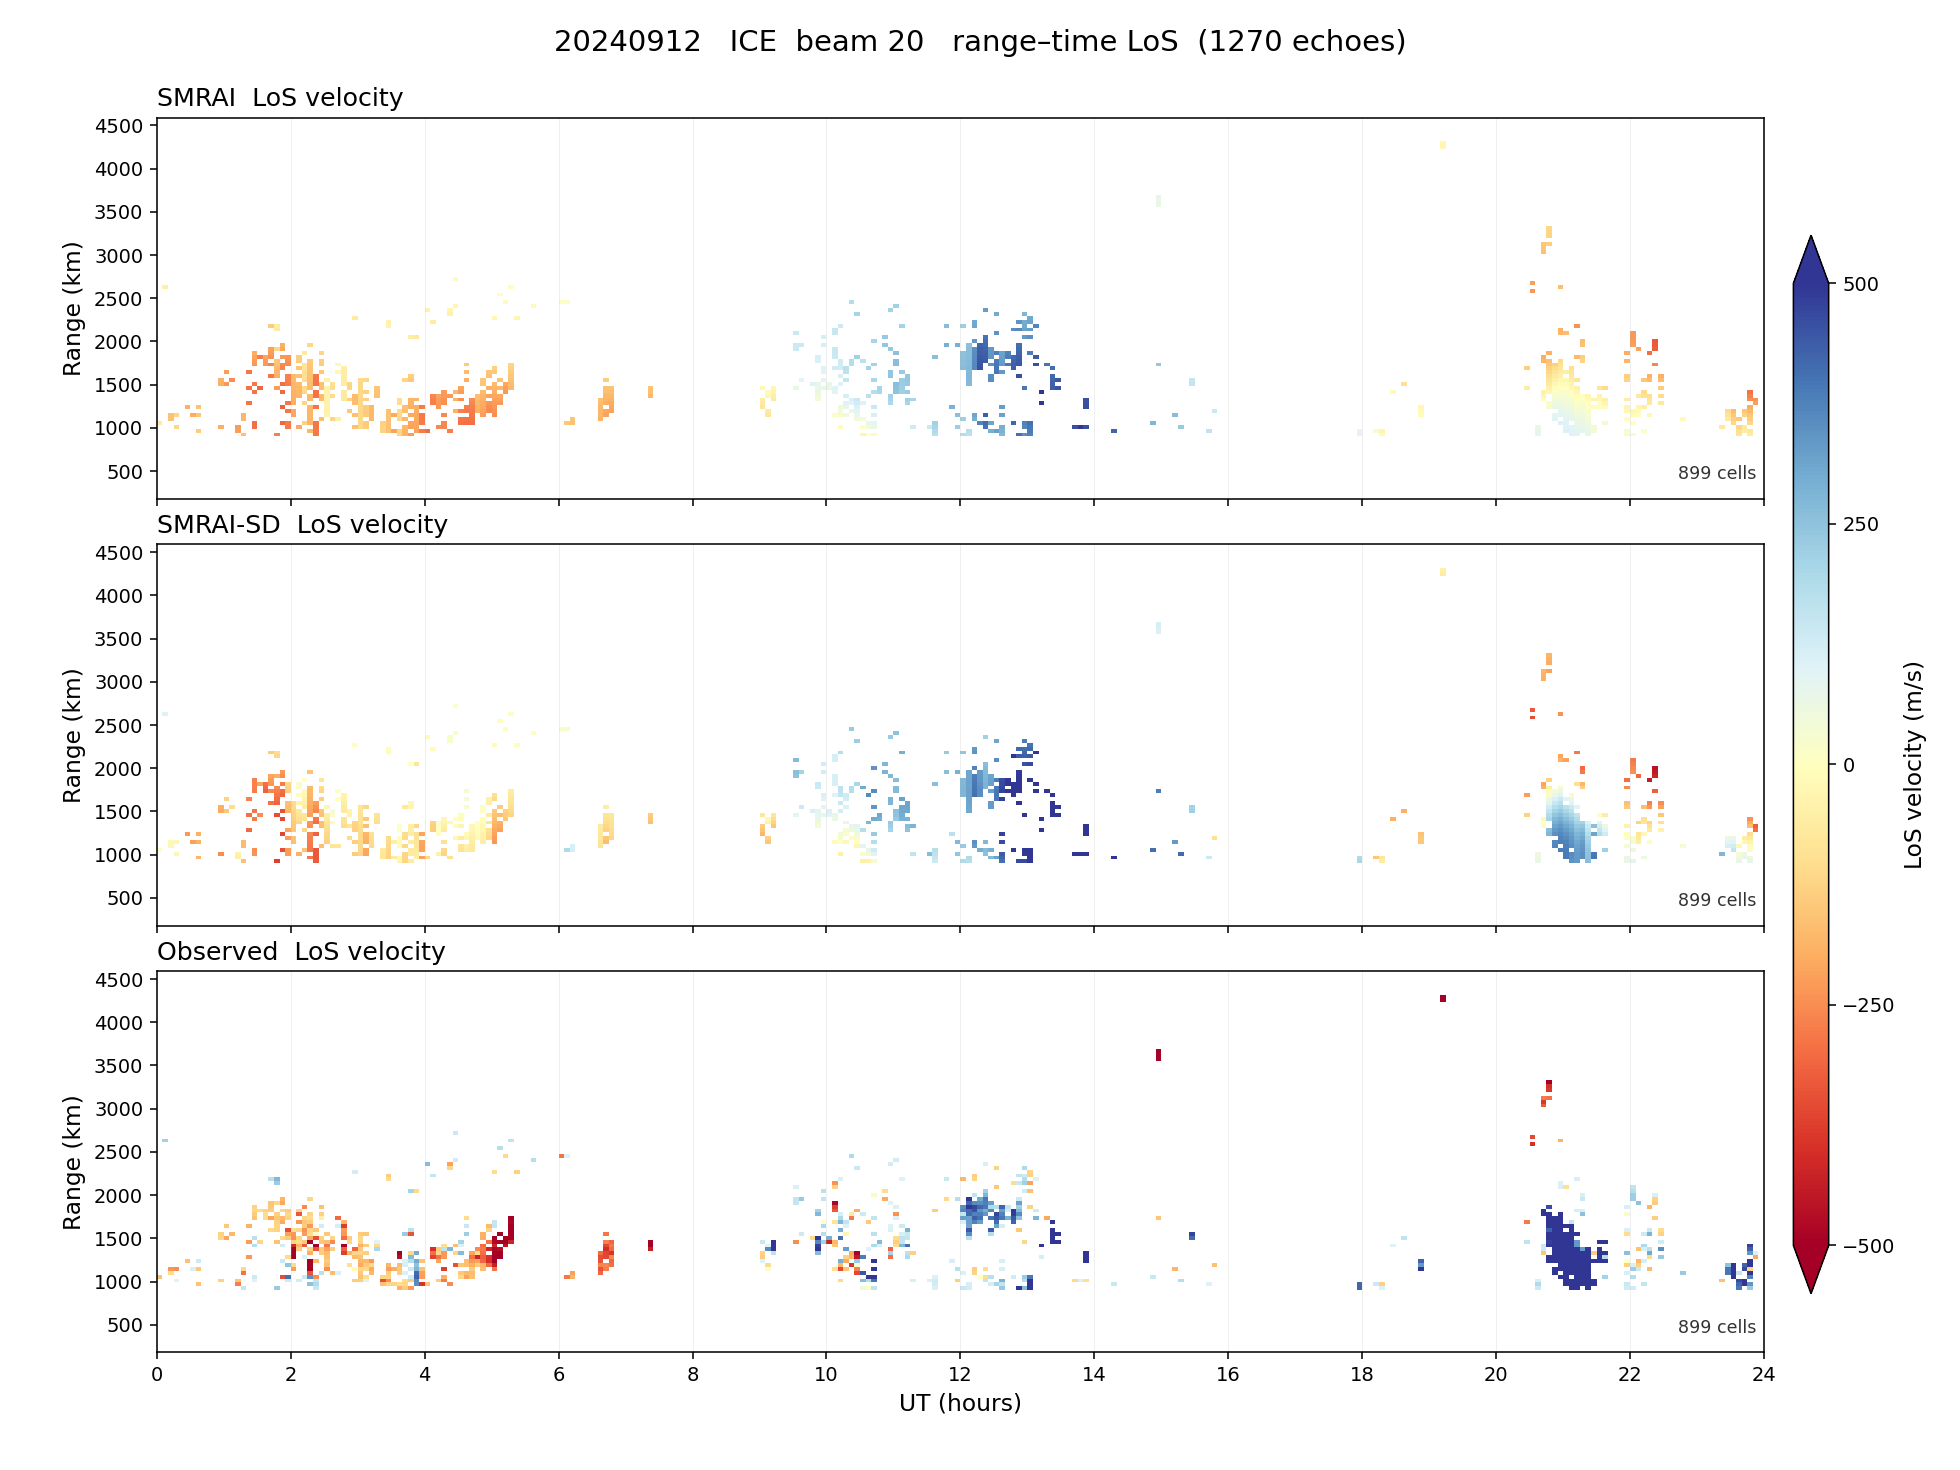 20240912   ICE  beam 20   range–time LoS  (1270 echoes)
SMRAI  LoS velocity
4500
4000
3500
3000
2500
2000
1500
1000
500
Range (km)
899 cells
SMRAI-SD  LoS velocity
4500
4000
3500
3000
2500
2000
1500
1000
500
Range (km)
899 cells
Observed  LoS velocity
4500
4000
3500
3000
2500
2000
1500
1000
500
Range (km)
899 cells
0 2 4 6 8 10 12 14 16 18 20 22 24
UT (hours)
500
250
0
−250
−500
LoS velocity (m/s)